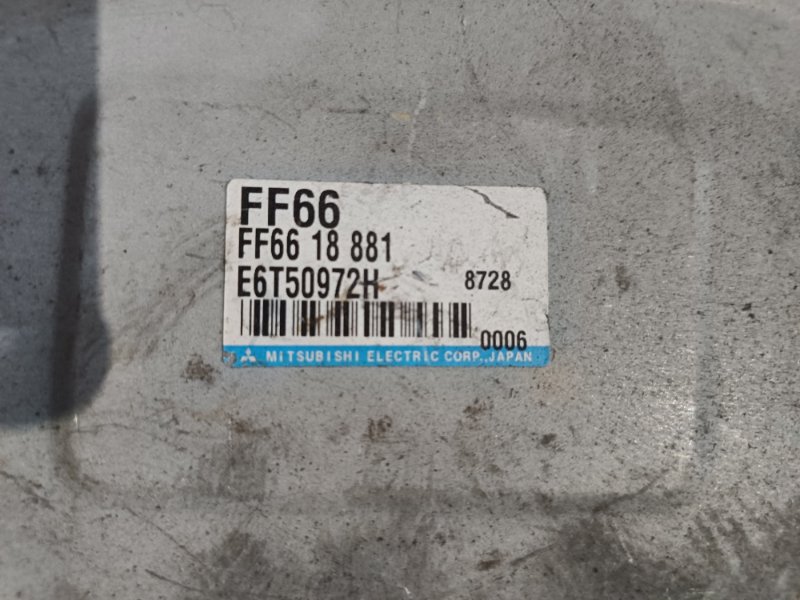 FF66
FF66 18 881
E6T50972H 8728
0006
MITSUBISHI ELECTRIC CORP., JAPAN